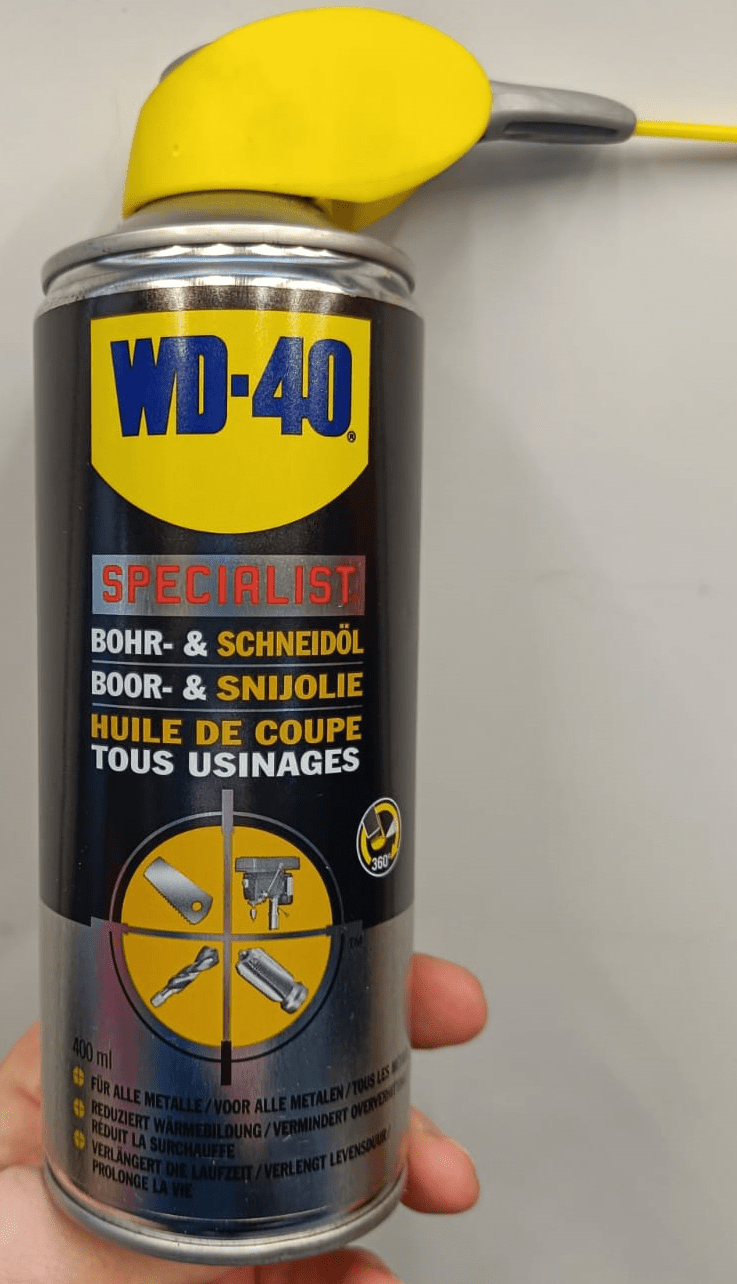 WD-40®
SPECIALIST
BOHR- & SCHNEIDÖL
BOOR- & SNIJOLIE
HUILE DE COUPE
TOUS USINAGES
360°
TM
400 ml
FÜR ALLE METALLE / VOOR ALLE METALEN / TOUS LES
REDUZIERT WÄRMEBILDUNG / VERMINDERT
RÉDUIT LA SURCHAUFFE
VERLÄNGERT DIE LAUFZEIT / VERLENGT LEVENSDUUR /
PROLONGE LA VIE